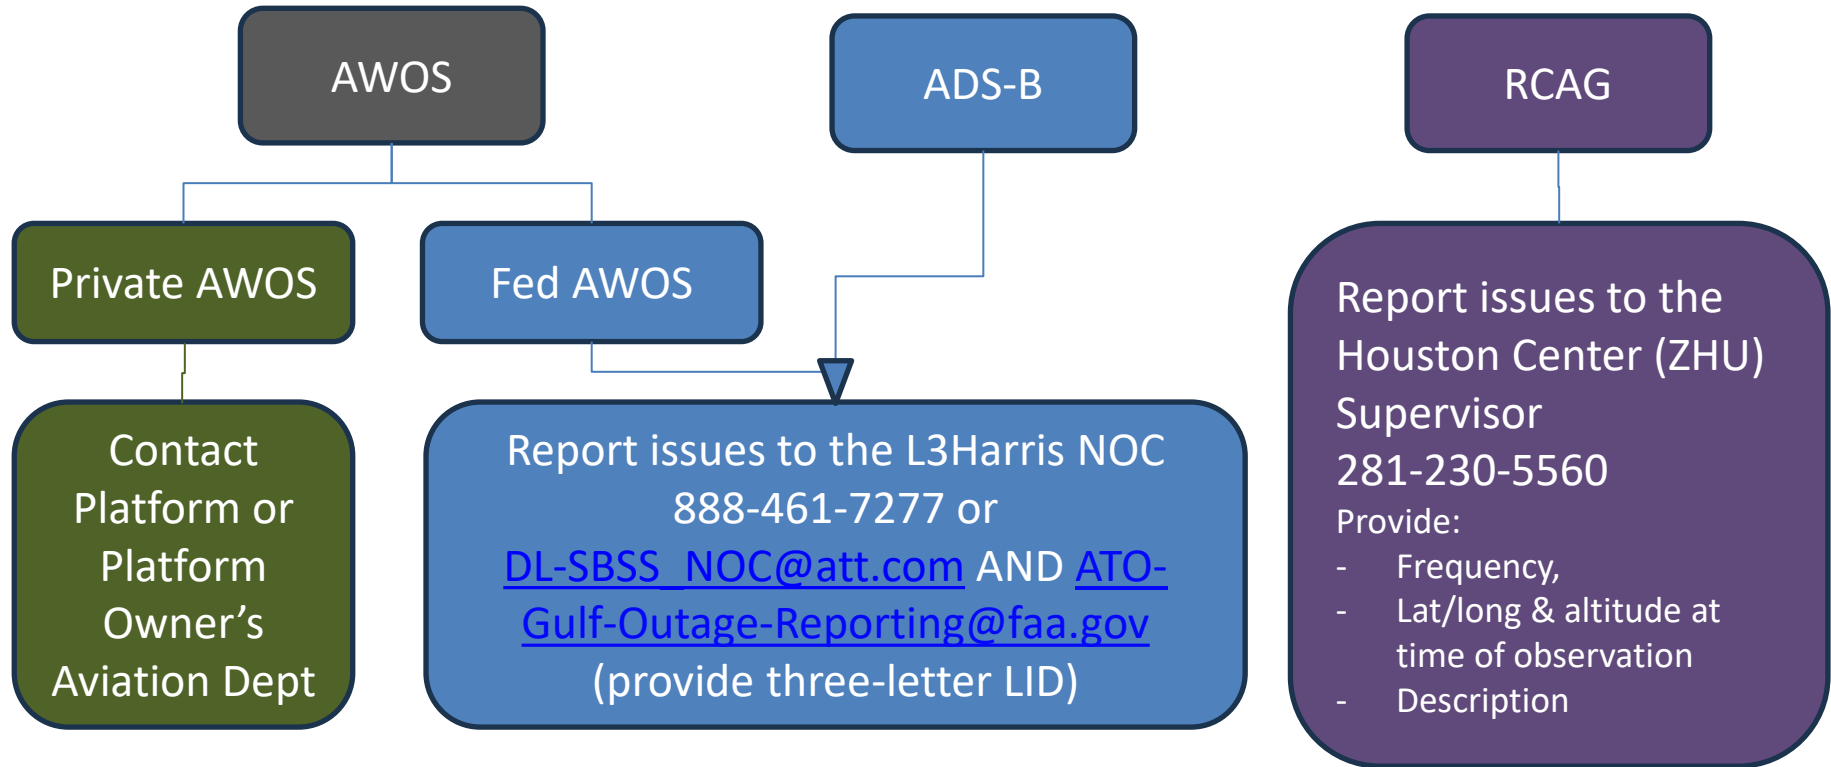 AWOS
ADS-B
RCAG
Private AWOS
Fed AWOS
Contact
Platform or
Platform
Owner’s
Aviation Dept
Report issues to the L3Harris NOC
888-461-7277 or
DL-SBSS_NOC@att.com AND ATO-
Gulf-Outage-Reporting@faa.gov
(provide three-letter LID)
Report issues to the
Houston Center (ZHU)
Supervisor
281-230-5560
Provide:
- Frequency,
- Lat/long & altitude at
time of observation
- Description